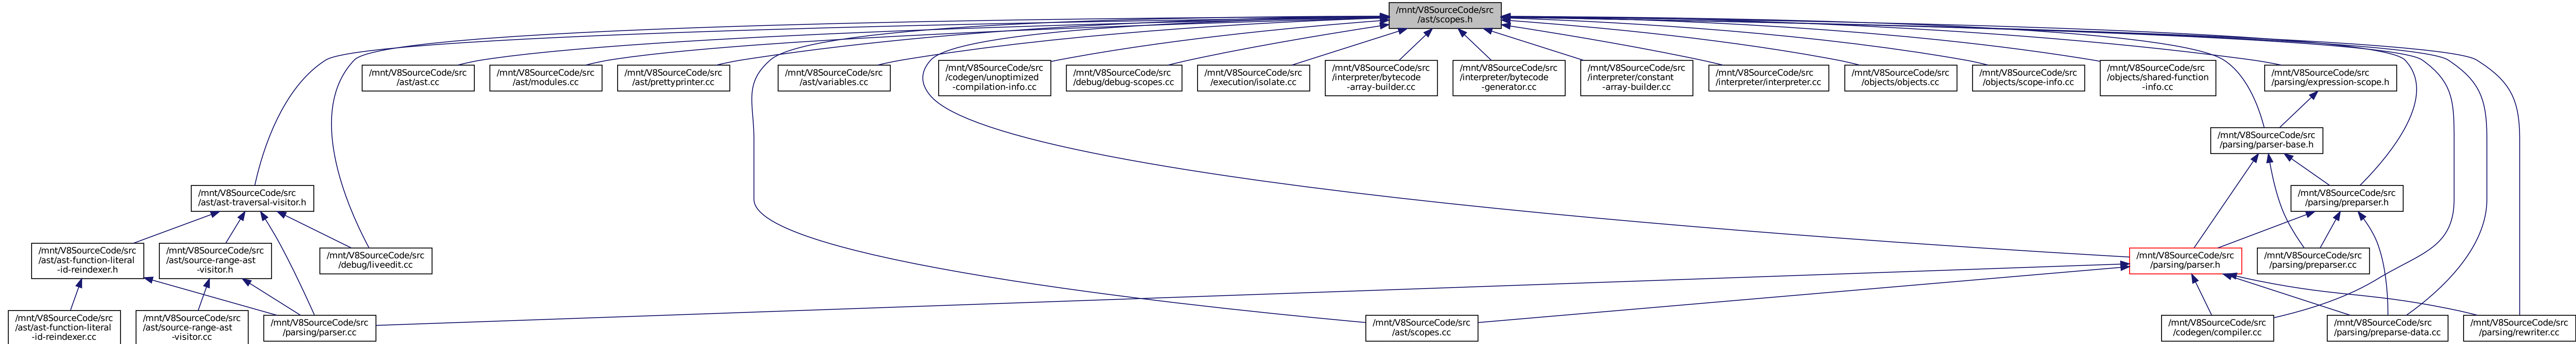 /mnt/V8SourceCode/src
/ast/scopes.h
/mnt/V8SourceCode/src
/ast/ast.cc
/mnt/V8SourceCode/src
/ast/modules.cc
/mnt/V8SourceCode/src
/ast/prettyprinter.cc
/mnt/V8SourceCode/src
/ast/variables.cc
/mnt/V8SourceCode/src
/codegen/unoptimized
-compilation-info.cc
/mnt/V8SourceCode/src
/debug/debug-scopes.cc
/mnt/V8SourceCode/src
/execution/isolate.cc
/mnt/V8SourceCode/src
/interpreter/bytecode
-array-builder.cc
/mnt/V8SourceCode/src
/interpreter/bytecode
-generator.cc
/mnt/V8SourceCode/src
/interpreter/constant
-array-builder.cc
/mnt/V8SourceCode/src
/interpreter/interpreter.cc
/mnt/V8SourceCode/src
/objects/objects.cc
/mnt/V8SourceCode/src
/objects/scope-info.cc
/mnt/V8SourceCode/src
/objects/shared-function
-info.cc
/mnt/V8SourceCode/src
/parsing/expression-scope.h
/mnt/V8SourceCode/src
/parsing/parser-base.h
/mnt/V8SourceCode/src
/ast/ast-traversal-visitor.h
/mnt/V8SourceCode/src
/parsing/preparser.h
/mnt/V8SourceCode/src
/ast/ast-function-literal
-id-reindexer.h
/mnt/V8SourceCode/src
/ast/source-range-ast
-visitor.h
/mnt/V8SourceCode/src
/debug/liveedit.cc
/mnt/V8SourceCode/src
/parsing/parser.h
/mnt/V8SourceCode/src
/parsing/preparser.cc
/mnt/V8SourceCode/src
/ast/ast-function-literal
-id-reindexer.cc
/mnt/V8SourceCode/src
/ast/source-range-ast
-visitor.cc
/mnt/V8SourceCode/src
/parsing/parser.cc
/mnt/V8SourceCode/src
/ast/scopes.cc
/mnt/V8SourceCode/src
/codegen/compiler.cc
/mnt/V8SourceCode/src
/parsing/preparse-data.cc
/mnt/V8SourceCode/src
/parsing/rewriter.cc